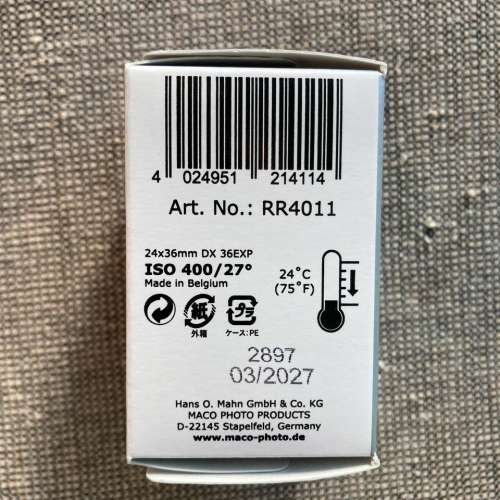 4 024951 214114
Art. No.: RR4011
24x36mm DX 36EXP
ISO 400/27°
Made in Belgium
24°C
(75°F)
紙
外箱
プラ
ケース:PE
2897
03/2027
Hans O. Mahn GmbH & Co. KG
MACO PHOTO PRODUCTS
D-22145 Stapelfeld, Germany
www.maco-photo.de